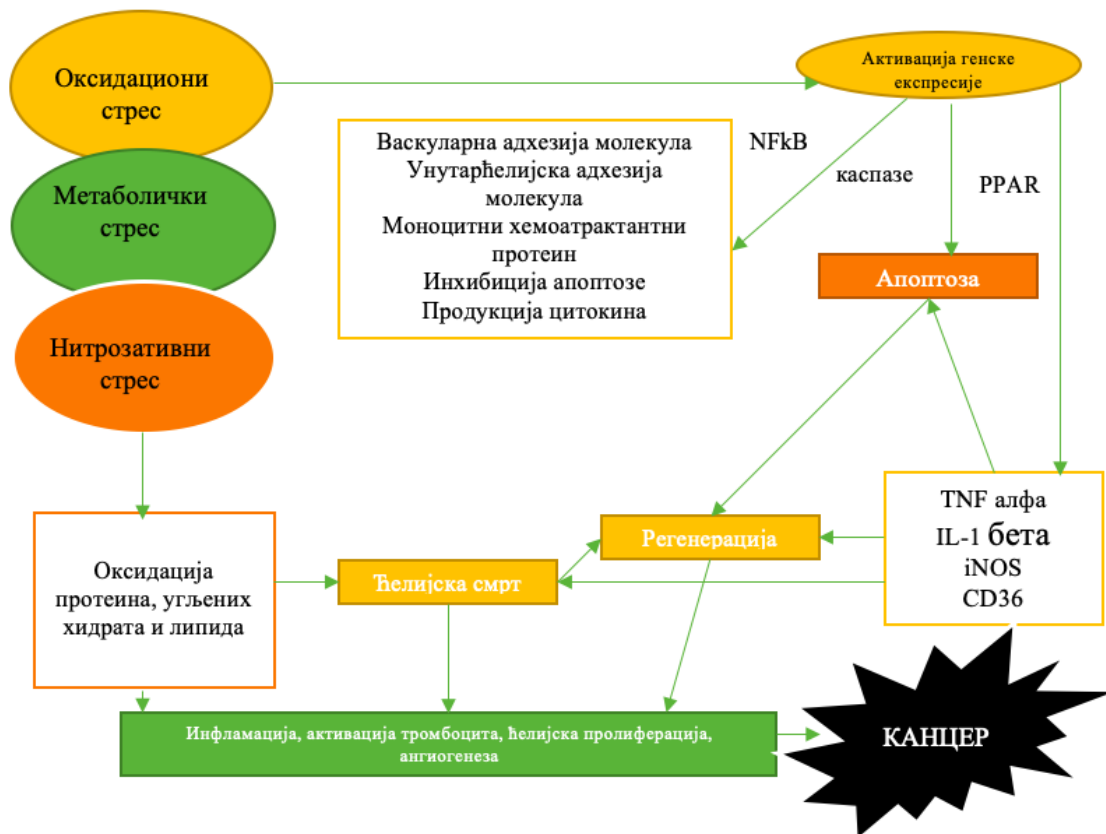 Оксидациони
стрес
Активација генске
експресије
Метаболички
стрес
Васкуларна адхезија молекула
Унутарћелијска адхезија
молекула
Моноцитни хемоатрактантни
протеин
Инхибиција апоптозе
Продукција цитокина
NFkB
каспазе
PPAR
Апоптоза
Нитрозативни
стрес
TNF алфа
IL-1 бета
iNOS
CD36
Регенерација
Оксидација
протеина, угљених
хидрата и липида
Ћелијска смрт
Инфламација, активација тромбоцита, ћелијска пролиферација,
ангиогенеза
КАНЦЕР